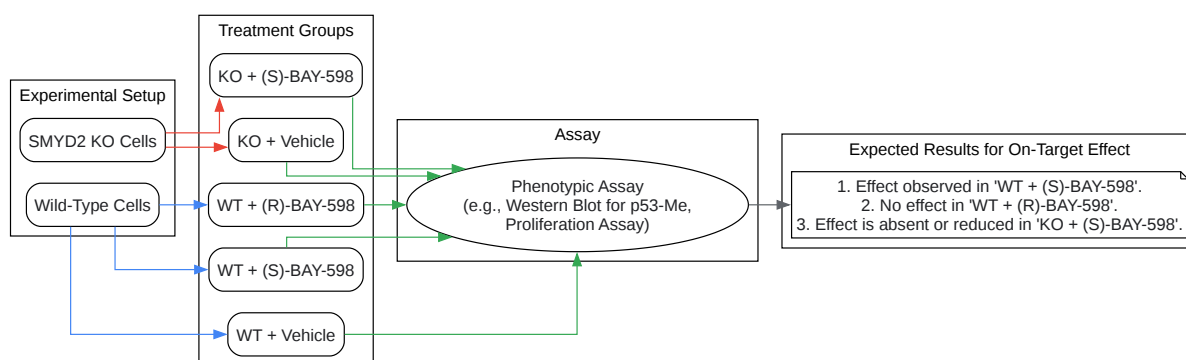 Experimental Setup
SMYD2 KO Cells
Wild-Type Cells
Treatment Groups
KO + (S)-BAY-598
KO + Vehicle
WT + (R)-BAY-598
WT + (S)-BAY-598
WT + Vehicle
Assay
Phenotypic Assay
(e.g., Western Blot for p53-Me,
Proliferation Assay)
Expected Results for On-Target Effect
1. Effect observed in 'WT + (S)-BAY-598'.
2. No effect in 'WT + (R)-BAY-598'.
3. Effect is absent or reduced in 'KO + (S)-BAY-598'.